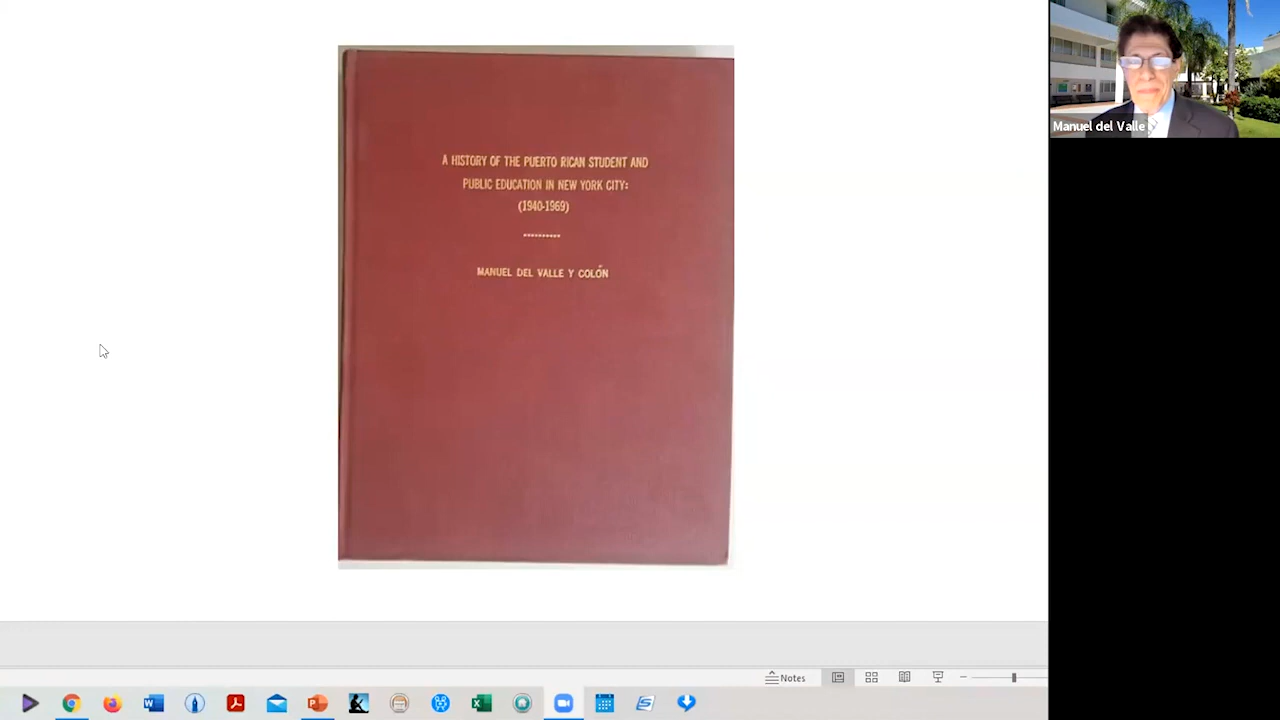 A HISTORY OF THE PUERTO RICAN STUDENT AND
PUBLIC EDUCATION IN NEW YORK CITY:
(1940-1969)
MANUEL DEL VALLE Y COLÓN
Manuel del Valle
Notes